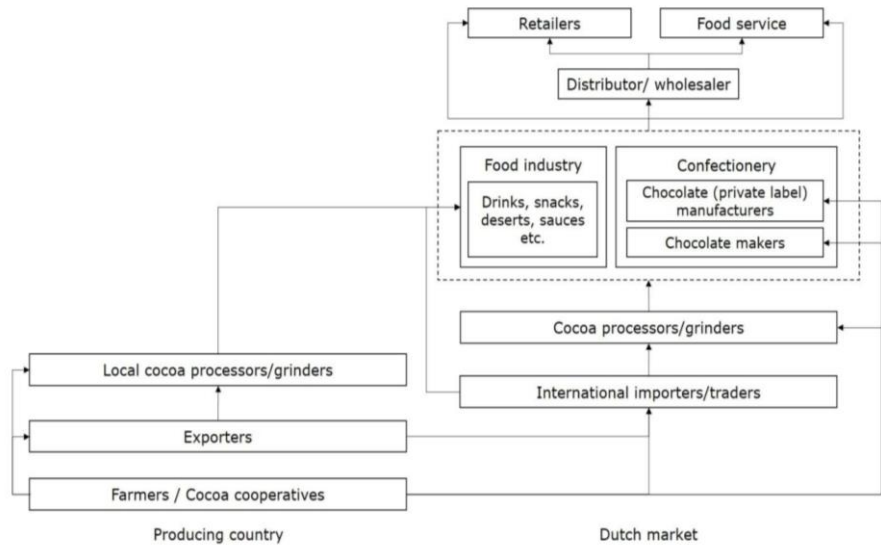 Retailers
Food service
Distributor/ wholesaler
Food industry
Drinks, snacks,
deserts, sauces
etc.
Confectionery
Chocolate (private label)
manufacturers
Chocolate makers
Cocoa processors/grinders
Local cocoa processors/grinders
International importers/traders
Exporters
Farmers / Cocoa cooperatives
Producing country
Dutch market